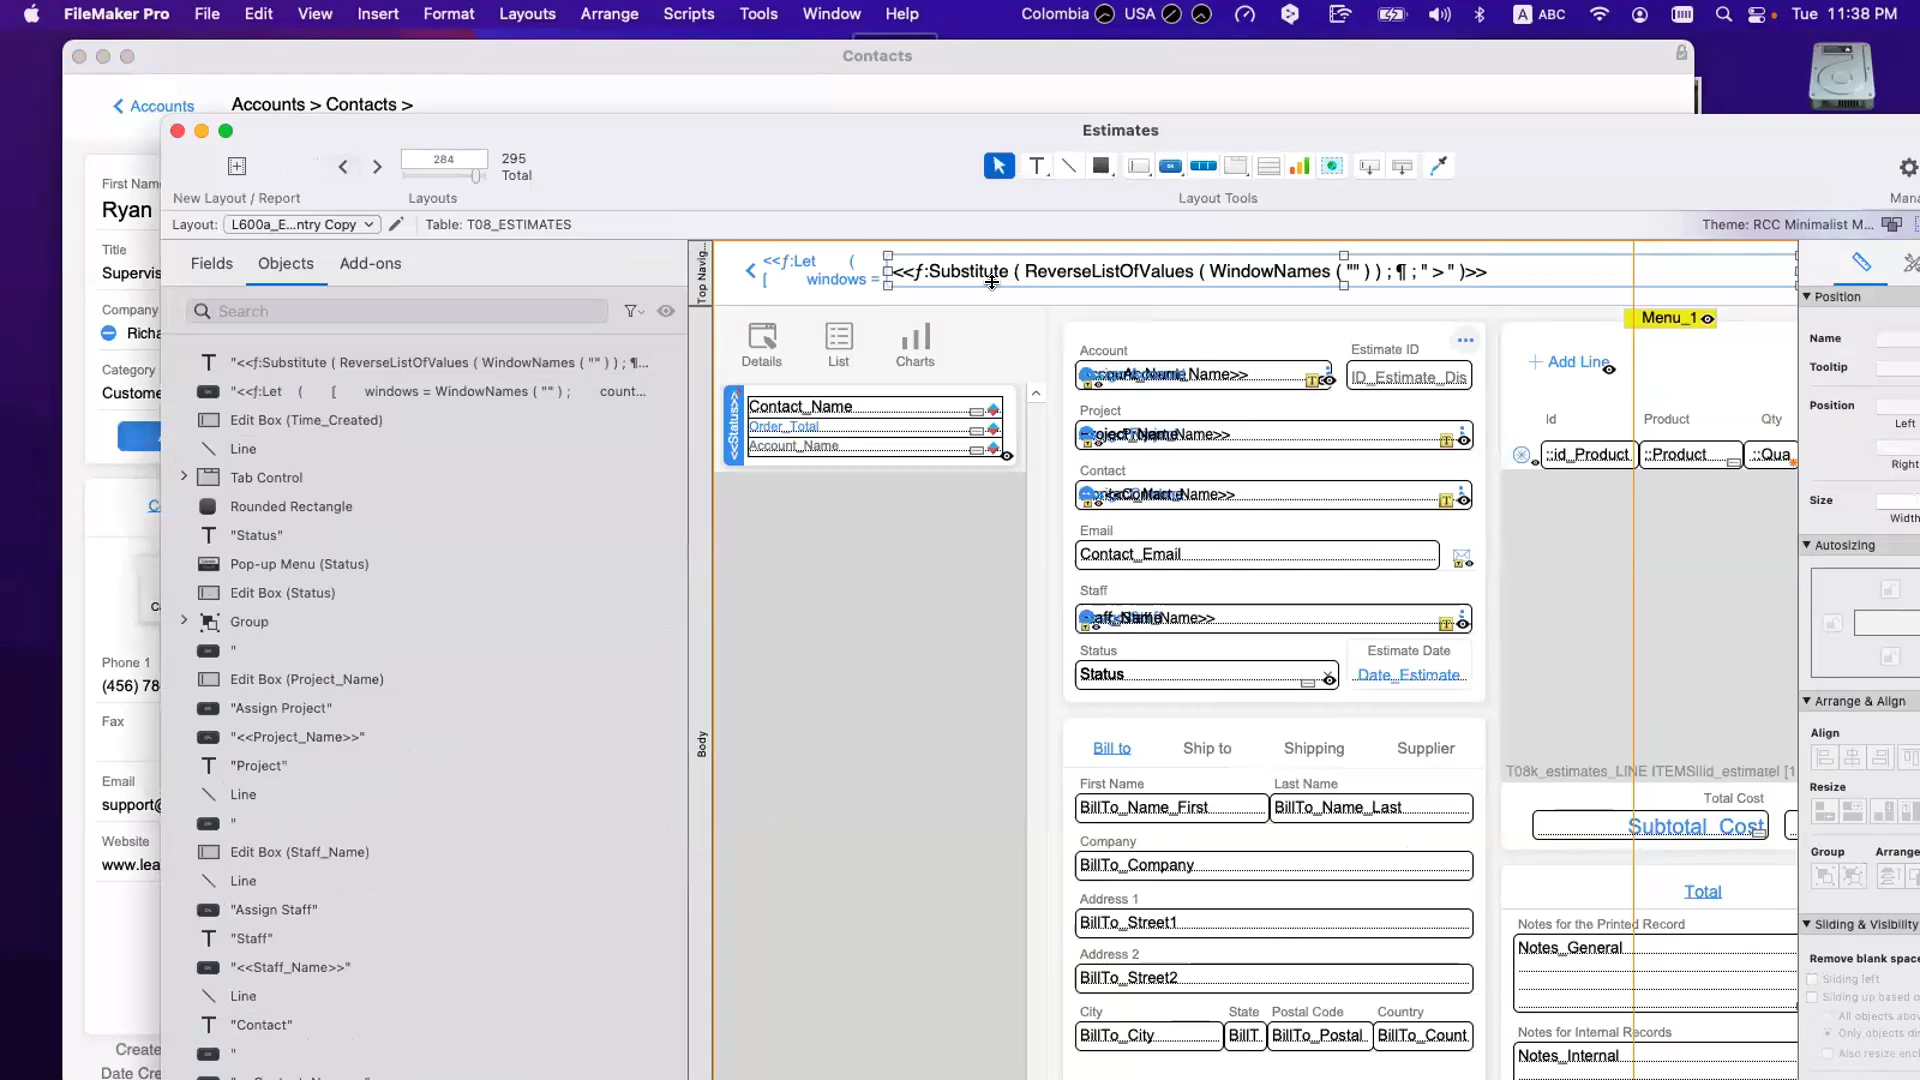 FileMaker Pro File Edit View Insert Format Layouts Arrange Scripts Tools Window Help Colombia USA A ABC Tue 11:38 PM
Contacts
Accounts Accounts > Contacts >
Estimates
284 295 Total
New Layout / Report Layouts Layout Tools
Layout: L600a_E...ntry Copy Table: T08_ESTIMATES Theme: RCC Minimalist M...
First Nam
Ryan
Title
Supervis
Company
Richa
Category
Custome
Phone 1
(456) 78
Fax
Email
support@
Website
www.lea
Create
Date Cre
Fields Objects Add-ons
Search
"<<ƒ:Substitute ( ReverseListOfValues ( WindowNames ( "" ) ) ; ¶...
"<<ƒ:Let ( [ windows = WindowNames ( "" ) ; count...
Edit Box (Time_Created)
Line
Tab Control
Rounded Rectangle
"Status"
Pop-up Menu (Status)
Edit Box (Status)
Group
"
Edit Box (Project_Name)
"Assign Project"
"<<Project_Name>>"
"Project"
Line
"
Edit Box (Staff_Name)
Line
"Assign Staff"
"Staff"
"<<Staff_Name>>"
Line
"Contact"
"
Top Navig...
Body
<<ƒ:Let (
[ windows =
<<ƒ:Substitute ( ReverseListOfValues ( WindowNames ( "" ) ) ; ¶ ; " > " )>>
Menu_1
Details List Charts
<<Status>>
Contact_Name
Order_Total
Account_Name
Account Estimate ID
Name>> ID_Estimate_Dis
Project
Name>>
Contact
Name>>
Email
Contact_Email
Staff
Name>>
Status Estimate Date
Status Date_Estimate
Bill to Ship to Shipping Supplier
First Name Last Name
BillTo_Name_First BillTo_Name_Last
Company
BillTo_Company
Address 1
BillTo_Street1
Address 2
BillTo_Street2
City State Postal Code Country
BillTo_City BillT BillTo_Postal BillTo_Count
Add Line
Id Product Qty
::id_Product ::Product ::Qua
Total Cost
Subtotal_Cost
Total
Notes for the Printed Record
Notes_General
Notes for Internal Records
Notes_Internal
Mana
Position
Name
Tooltip
Position
Left
Right
Size
Width
Autosizing
Arrange & Align
Align
Resize
Group Arrange
Sliding & Visibility
Remove blank space
Sliding left
Sliding up based o
All objects abov
Only objects dir
Also resize encl